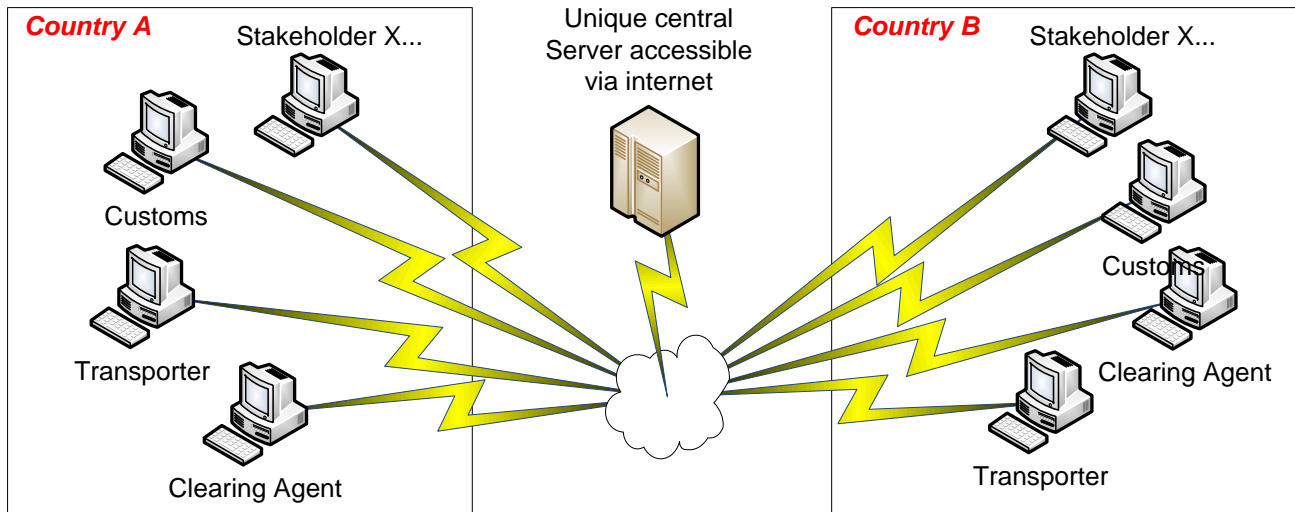 Country A
Stakeholder X...
Customs
Transporter
Clearing Agent
Unique central
Server accessible
via internet
Country B
Stakeholder X...
Customs
Clearing Agent
Transporter